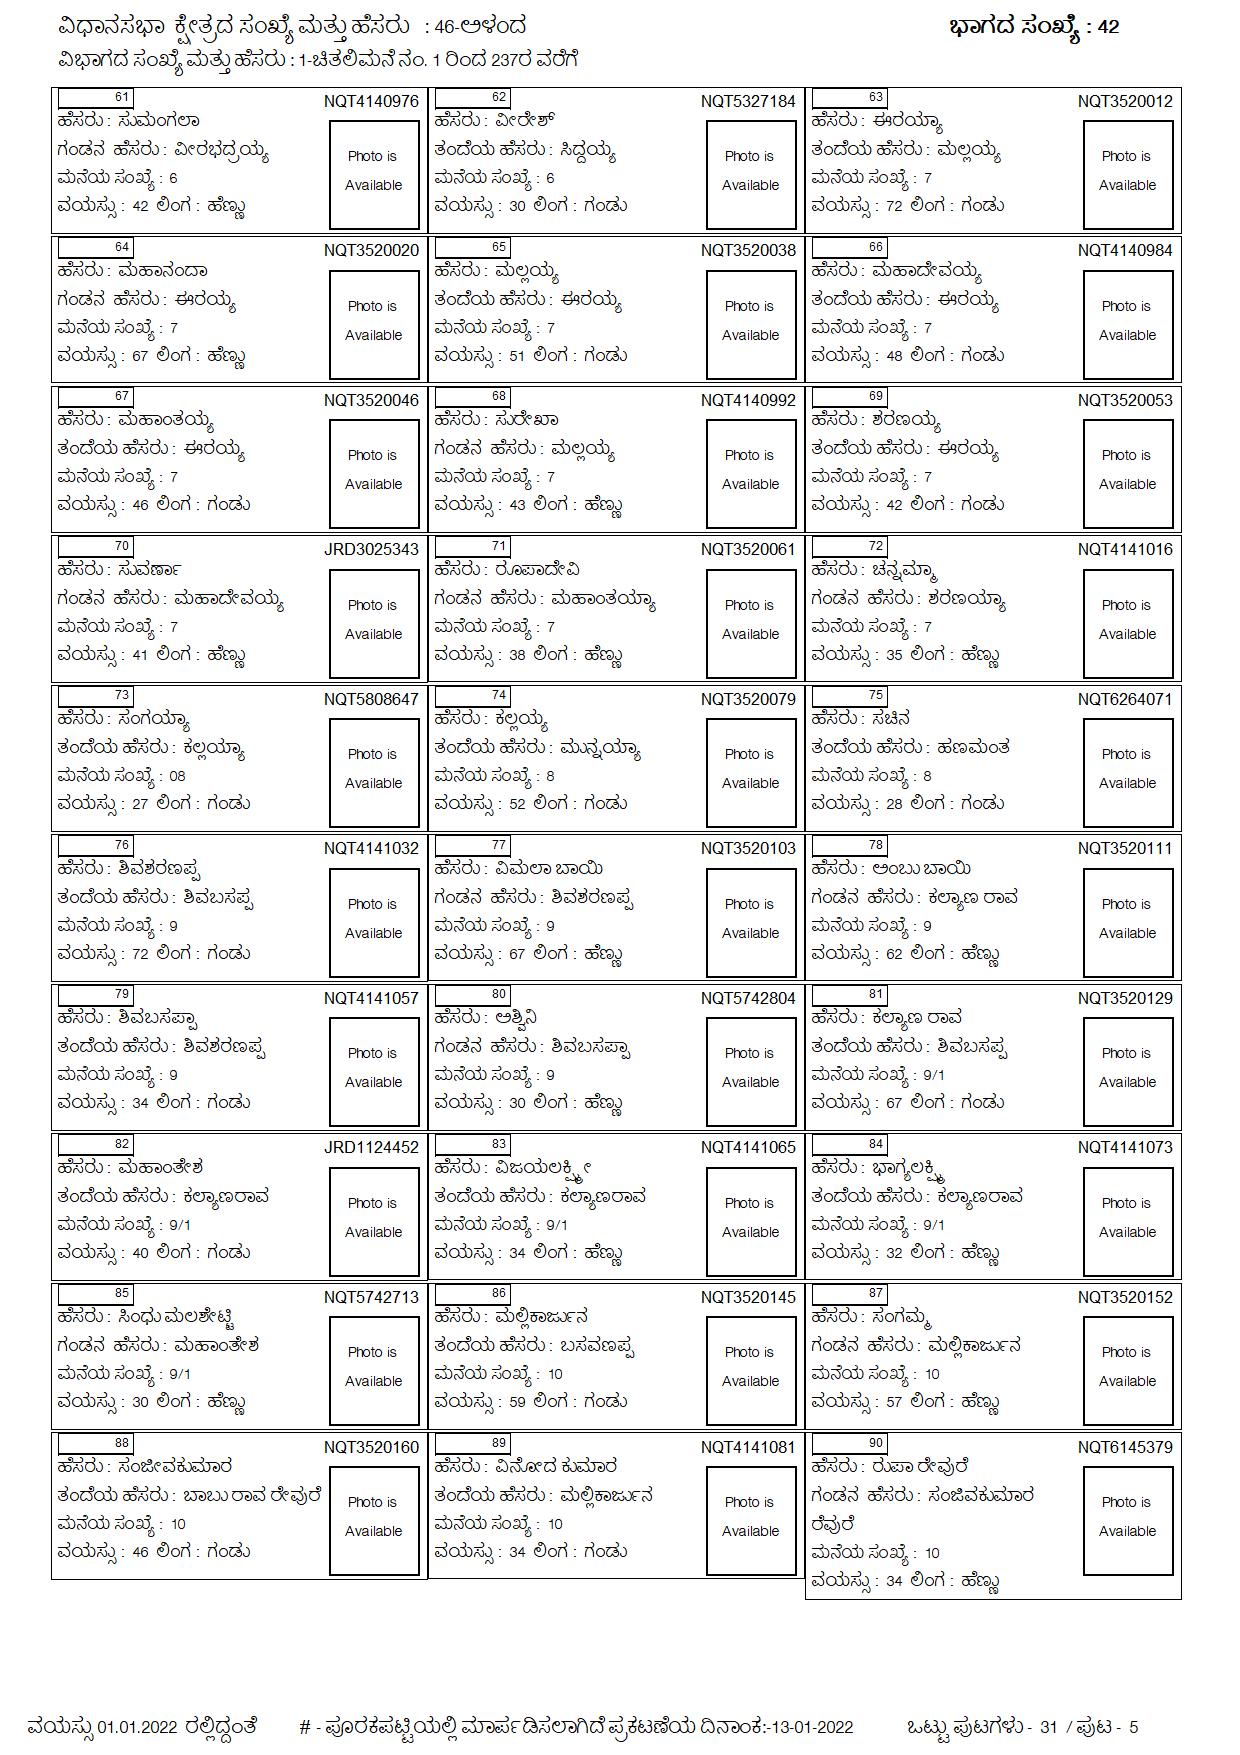 ವಿಧಾನಸಭಾ ಕ್ಷೇತ್ರದ ಸಂಖ್ಯೆ ಮತ್ತು ಹೆಸರು : 46-ಅಳಂದ ಭಾಗದ ಸಂಖ್ಯೆ : 42
ವಿಭಾಗದ ಸಂಖ್ಯೆ ಮತ್ತು ಹೆಸರು : 1-ಚಿತಲಿಮನೆ ನಂ. 1 ರಿಂದ 237ರ ವರೆಗೆ
61 NQT4140976
ಹೆಸರು : ಸುಮಂಗಲಾ
ಗಂಡನ ಹೆಸರು : ವೀರಭದ್ರಯ್ಯ
ಮನೆಯ ಸಂಖ್ಯೆ : 6
ವಯಸ್ಸು : 42 ಲಿಂಗ : ಹೆಣ್ಣು
Photo is
Available
62 NQT5327184
ಹೆಸರು : ವೀರೇಶ್
ತಂದೆಯ ಹೆಸರು : ಸಿದ್ದಯ್ಯ
ಮನೆಯ ಸಂಖ್ಯೆ : 6
ವಯಸ್ಸು : 30 ಲಿಂಗ : ಗಂಡು
Photo is
Available
63 NQT3520012
ಹೆಸರು : ಈರಯ್ಯಾ
ತಂದೆಯ ಹೆಸರು : ಮಲ್ಲಯ್ಯ
ಮನೆಯ ಸಂಖ್ಯೆ : 7
ವಯಸ್ಸು : 72 ಲಿಂಗ : ಗಂಡು
Photo is
Available
64 NQT3520020
ಹೆಸರು : ಮಹಾನಂದಾ
ಗಂಡನ ಹೆಸರು : ಈರಯ್ಯ
ಮನೆಯ ಸಂಖ್ಯೆ : 7
ವಯಸ್ಸು : 67 ಲಿಂಗ : ಹೆಣ್ಣು
Photo is
Available
65 NQT3520038
ಹೆಸರು : ಮಲ್ಲಯ್ಯ
ತಂದೆಯ ಹೆಸರು : ಈರಯ್ಯ
ಮನೆಯ ಸಂಖ್ಯೆ : 7
ವಯಸ್ಸು : 51 ಲಿಂಗ : ಗಂಡು
Photo is
Available
66 NQT4140984
ಹೆಸರು : ಮಹಾದೇವಯ್ಯ
ತಂದೆಯ ಹೆಸರು : ಈರಯ್ಯ
ಮನೆಯ ಸಂಖ್ಯೆ : 7
ವಯಸ್ಸು : 48 ಲಿಂಗ : ಗಂಡು
Photo is
Available
67 NQT3520046
ಹೆಸರು : ಮಹಾಂತಯ್ಯ
ತಂದೆಯ ಹೆಸರು : ಈರಯ್ಯ
ಮನೆಯ ಸಂಖ್ಯೆ : 7
ವಯಸ್ಸು : 46 ಲಿಂಗ : ಗಂಡು
Photo is
Available
68 NQT4140992
ಹೆಸರು : ಸುರೇಖಾ
ಗಂಡನ ಹೆಸರು : ಮಲ್ಲಯ್ಯ
ಮನೆಯ ಸಂಖ್ಯೆ : 7
ವಯಸ್ಸು : 43 ಲಿಂಗ : ಹೆಣ್ಣು
Photo is
Available
69 NQT3520053
ಹೆಸರು : ಶರಣಯ್ಯ
ತಂದೆಯ ಹೆಸರು : ಈರಯ್ಯ
ಮನೆಯ ಸಂಖ್ಯೆ : 7
ವಯಸ್ಸು : 42 ಲಿಂಗ : ಗಂಡು
Photo is
Available
70 JRD3025343
ಹೆಸರು : ಸುವರ್ಣಾ
ಗಂಡನ ಹೆಸರು : ಮಹಾದೇವಯ್ಯ
ಮನೆಯ ಸಂಖ್ಯೆ : 7
ವಯಸ್ಸು : 41 ಲಿಂಗ : ಹೆಣ್ಣು
Photo is
Available
71 NQT3520061
ಹೆಸರು : ರೂಪಾದೇವಿ
ಗಂಡನ ಹೆಸರು : ಮಹಾಂತಯ್ಯಾ
ಮನೆಯ ಸಂಖ್ಯೆ : 7
ವಯಸ್ಸು : 38 ಲಿಂಗ : ಹೆಣ್ಣು
Photo is
Available
72 NQT4141016
ಹೆಸರು : ಚನ್ನಮ್ಮಾ
ಗಂಡನ ಹೆಸರು : ಶರಣಯ್ಯಾ
ಮನೆಯ ಸಂಖ್ಯೆ : 7
ವಯಸ್ಸು : 35 ಲಿಂಗ : ಹೆಣ್ಣು
Photo is
Available
73 NQT5808647
ಹೆಸರು : ಸಂಗಯ್ಯಾ
ತಂದೆಯ ಹೆಸರು : ಕಲ್ಲಯ್ಯಾ
ಮನೆಯ ಸಂಖ್ಯೆ : 08
ವಯಸ್ಸು : 27 ಲಿಂಗ : ಗಂಡು
Photo is
Available
74 NQT3520079
ಹೆಸರು : ಕಲ್ಲಯ್ಯ
ತಂದೆಯ ಹೆಸರು : ಮುನ್ನಯ್ಯಾ
ಮನೆಯ ಸಂಖ್ಯೆ : 8
ವಯಸ್ಸು : 52 ಲಿಂಗ : ಗಂಡು
Photo is
Available
75 NQT6264071
ಹೆಸರು : ಸಚಿನ
ತಂದೆಯ ಹೆಸರು : ಹಣಮಂತ
ಮನೆಯ ಸಂಖ್ಯೆ : 8
ವಯಸ್ಸು : 28 ಲಿಂಗ : ಗಂಡು
Photo is
Available
76 NQT4141032
ಹೆಸರು : ಶಿವಶರಣಪ್ಪ
ತಂದೆಯ ಹೆಸರು : ಶಿವಬಸಪ್ಪ
ಮನೆಯ ಸಂಖ್ಯೆ : 9
ವಯಸ್ಸು : 72 ಲಿಂಗ : ಗಂಡು
Photo is
Available
77 NQT3520103
ಹೆಸರು : ವಿಮಲಾ ಬಾಯಿ
ಗಂಡನ ಹೆಸರು : ಶಿವಶರಣಪ್ಪ
ಮನೆಯ ಸಂಖ್ಯೆ : 9
ವಯಸ್ಸು : 67 ಲಿಂಗ : ಹೆಣ್ಣು
Photo is
Available
78 NQT3520111
ಹೆಸರು : ಅಂಬು ಬಾಯಿ
ಗಂಡನ ಹೆಸರು : ಕಲ್ಯಾಣ ರಾವ
ಮನೆಯ ಸಂಖ್ಯೆ : 9
ವಯಸ್ಸು : 62 ಲಿಂಗ : ಹೆಣ್ಣು
Photo is
Available
79 NQT4141057
ಹೆಸರು : ಶಿವಬಸಪ್ಪಾ
ತಂದೆಯ ಹೆಸರು : ಶಿವಶರಣಪ್ಪ
ಮನೆಯ ಸಂಖ್ಯೆ : 9
ವಯಸ್ಸು : 34 ಲಿಂಗ : ಗಂಡು
Photo is
Available
80 NQT5742804
ಹೆಸರು : ಅಶ್ವಿನಿ
ಗಂಡನ ಹೆಸರು : ಶಿವಬಸಪ್ಪಾ
ಮನೆಯ ಸಂಖ್ಯೆ : 9
ವಯಸ್ಸು : 30 ಲಿಂಗ : ಹೆಣ್ಣು
Photo is
Available
81 NQT3520129
ಹೆಸರು : ಕಲ್ಯಾಣ ರಾವ
ತಂದೆಯ ಹೆಸರು : ಶಿವಬಸಪ್ಪ
ಮನೆಯ ಸಂಖ್ಯೆ : 9/1
ವಯಸ್ಸು : 67 ಲಿಂಗ : ಗಂಡು
Photo is
Available
82 JRD1124452
ಹೆಸರು : ಮಹಾಂತೇಶ
ತಂದೆಯ ಹೆಸರು : ಕಲ್ಯಾಣರಾವ
ಮನೆಯ ಸಂಖ್ಯೆ : 9/1
ವಯಸ್ಸು : 40 ಲಿಂಗ : ಗಂಡು
Photo is
Available
83 NQT4141065
ಹೆಸರು : ವಿಜಯಲಕ್ಷ್ಮೀ
ತಂದೆಯ ಹೆಸರು : ಕಲ್ಯಾಣರಾವ
ಮನೆಯ ಸಂಖ್ಯೆ : 9/1
ವಯಸ್ಸು : 34 ಲಿಂಗ : ಹೆಣ್ಣು
Photo is
Available
84 NQT4141073
ಹೆಸರು : ಭಾಗ್ಯಲಕ್ಷ್ಮಿ
ತಂದೆಯ ಹೆಸರು : ಕಲ್ಯಾಣರಾವ
ಮನೆಯ ಸಂಖ್ಯೆ : 9/1
ವಯಸ್ಸು : 32 ಲಿಂಗ : ಹೆಣ್ಣು
Photo is
Available
85 NQT5742713
ಹೆಸರು : ಸಿಂಧು ಮಲಶೇಟ್ಟಿ
ಗಂಡನ ಹೆಸರು : ಮಹಾಂತೇಶ
ಮನೆಯ ಸಂಖ್ಯೆ : 9/1
ವಯಸ್ಸು : 30 ಲಿಂಗ : ಹೆಣ್ಣು
Photo is
Available
86 NQT3520145
ಹೆಸರು : ಮಲ್ಲಿಕಾರ್ಜುನ
ತಂದೆಯ ಹೆಸರು : ಬಸವಣಪ್ಪ
ಮನೆಯ ಸಂಖ್ಯೆ : 10
ವಯಸ್ಸು : 59 ಲಿಂಗ : ಗಂಡು
Photo is
Available
87 NQT3520152
ಹೆಸರು : ಸಂಗಮ್ಮ
ಗಂಡನ ಹೆಸರು : ಮಲ್ಲಿಕಾರ್ಜುನ
ಮನೆಯ ಸಂಖ್ಯೆ : 10
ವಯಸ್ಸು : 57 ಲಿಂಗ : ಹೆಣ್ಣು
Photo is
Available
88 NQT3520160
ಹೆಸರು : ಸಂಜೀವಕುಮಾರ
ತಂದೆಯ ಹೆಸರು : ಬಾಬು ರಾವ ರೇವುರೆ
ಮನೆಯ ಸಂಖ್ಯೆ : 10
ವಯಸ್ಸು : 46 ಲಿಂಗ : ಗಂಡು
Photo is
Available
89 NQT4141081
ಹೆಸರು : ವಿನೋದ ಕುಮಾರ
ತಂದೆಯ ಹೆಸರು : ಮಲ್ಲಿಕಾರ್ಜುನ
ಮನೆಯ ಸಂಖ್ಯೆ : 10
ವಯಸ್ಸು : 34 ಲಿಂಗ : ಗಂಡು
Photo is
Available
90 NQT6145379
ಹೆಸರು : ರುಪಾ ರೇವುರೆ
ಗಂಡನ ಹೆಸರು : ಸಂಜಿವಕುಮಾರ
ರೆವುರೆ
ಮನೆಯ ಸಂಖ್ಯೆ : 10
ವಯಸ್ಸು : 34 ಲಿಂಗ : ಹೆಣ್ಣು
Photo is
Available
ವಯಸ್ಸು 01.01.2022 ರಲ್ಲಿದ್ದಂತೆ # - ಪೂರಕಪಟ್ಟಿಯಲ್ಲಿ ಮಾರ್ಪಡಿಸಲಾಗಿದೆ ಪ್ರಕಟಣೆಯ ದಿನಾಂಕ:-13-01-2022 ಒಟ್ಟು ಪುಟಗಳು - 31 / ಪುಟ - 5